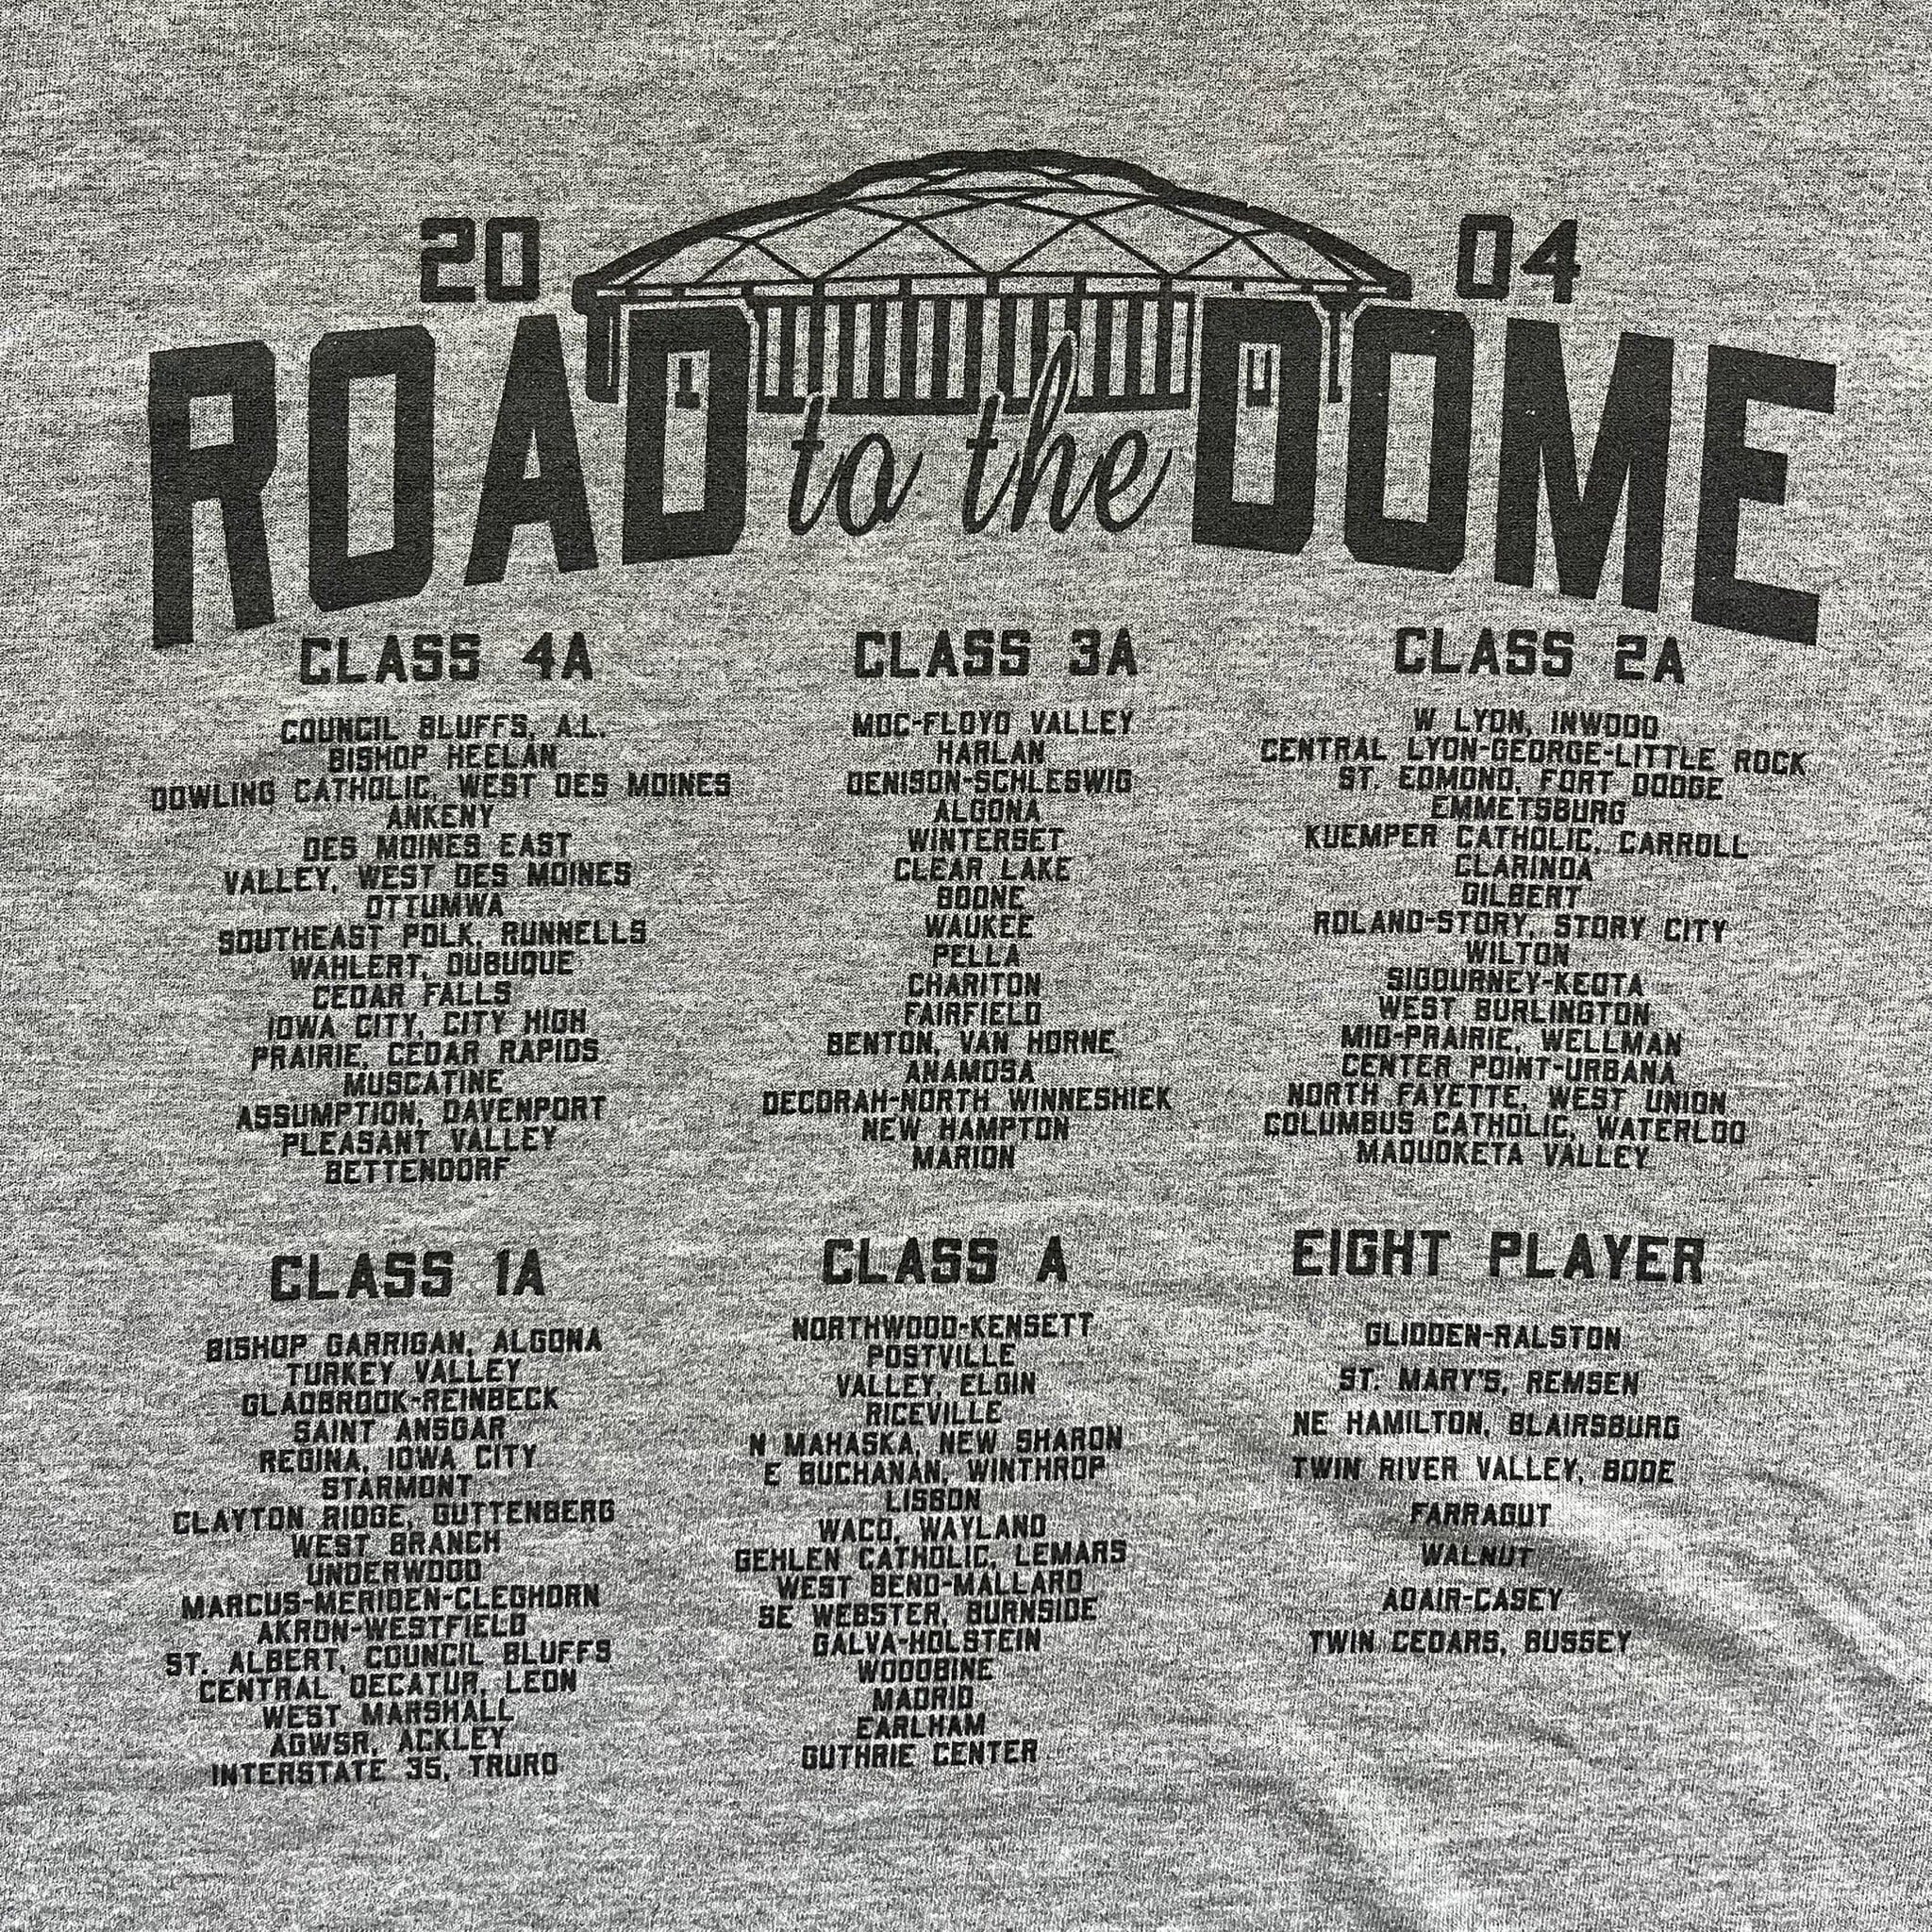 20 04
ROAD to the DOME
CLASS 4A
COUNCIL BLUFFS, A.L.
BISHOP HEELAN
DOWLING CATHOLIC, WEST DES MOINES
ANKENY
DES MOINES EAST
VALLEY, WEST DES MOINES
OTTUMWA
SOUTHEAST POLK, RUNNELLS
WAHLERT, DUBUQUE
CEDAR FALLS
IOWA CITY, CITY HIGH
PRAIRIE, CEDAR RAPIDS
MUSCATINE
ASSUMPTION, DAVENPORT
PLEASANT VALLEY
BETTENDORF
CLASS 3A
MOC-FLOYD VALLEY
HARLAN
DENISON-SCHLESWIG
ALGONA
WINTERSET
CLEAR LAKE
BOONE
WAUKEE
PELLA
CHARITON
FAIRFIELD
BENTON, VAN HORNE
ANAMOSA
DECORAH-NORTH WINNESHIEK
NEW HAMPTON
MARION
CLASS 2A
W LYON, INWOOD
CENTRAL LYON-GEORGE-LITTLE ROCK
ST. EDMOND, FORT DODGE
EMMETSBURG
KUEMPER CATHOLIC, CARROLL
CLARINDA
GILBERT
ROLAND-STORY, STORY CITY
WILTON
SIGOURNEY-KEOTA
WEST BURLINGTON
MID-PRAIRIE, WELLMAN
CENTER POINT-URBANA
NORTH FAYETTE, WEST UNION
COLUMBUS CATHOLIC, WATERLOO
MAQUOKETA VALLEY
CLASS 1A
BISHOP GARRIGAN, ALGONA
TURKEY VALLEY
GLADBROOK-REINBECK
SAINT ANSGAR
REGINA, IOWA CITY
STARMONT
CLAYTON RIDGE, GUTTENBERG
WEST BRANCH
UNDERWOOD
MARCUS-MERIDEN-CLEGHORN
AKRON-WESTFIELD
ST. ALBERT, COUNCIL BLUFFS
CENTRAL DECATUR, LEON
WEST MARSHALL
AGWSR, ACKLEY
INTERSTATE 35, TRURO
CLASS A
NORTHWOOD-KENSETT
POSTVILLE
VALLEY, ELGIN
RICEVILLE
N MAHASKA, NEW SHARON
E BUCHANAN, WINTHROP
LISBON
WACO, WAYLAND
GEHLEN CATHOLIC, LEMARS
WEST BEND-MALLARD
SE WEBSTER, BURNSIDE
GALVA-HOLSTEIN
WOODBINE
MADRID
EARLHAM
GUTHRIE CENTER
EIGHT PLAYER
GLIDDEN-RALSTON
ST. MARY'S, REMSEN
NE HAMILTON, BLAIRSBURG
TWIN RIVER VALLEY, BODE
FARRAGUT
WALNUT
ADAIR-CASEY
TWIN CEDARS, BUSSEY